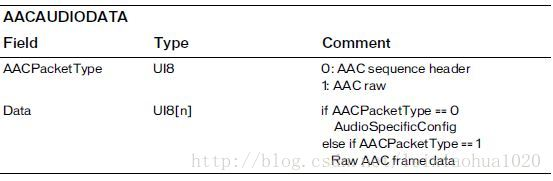 AACAUDIODATA
Field Type Comment
AACPacketType UI8 0: AAC sequence header
1: AAC raw
Data UI8[n] if AACPacketType == 0
AudioSpecificConfig
else if AACPacketType == 1
Raw AAC frame data